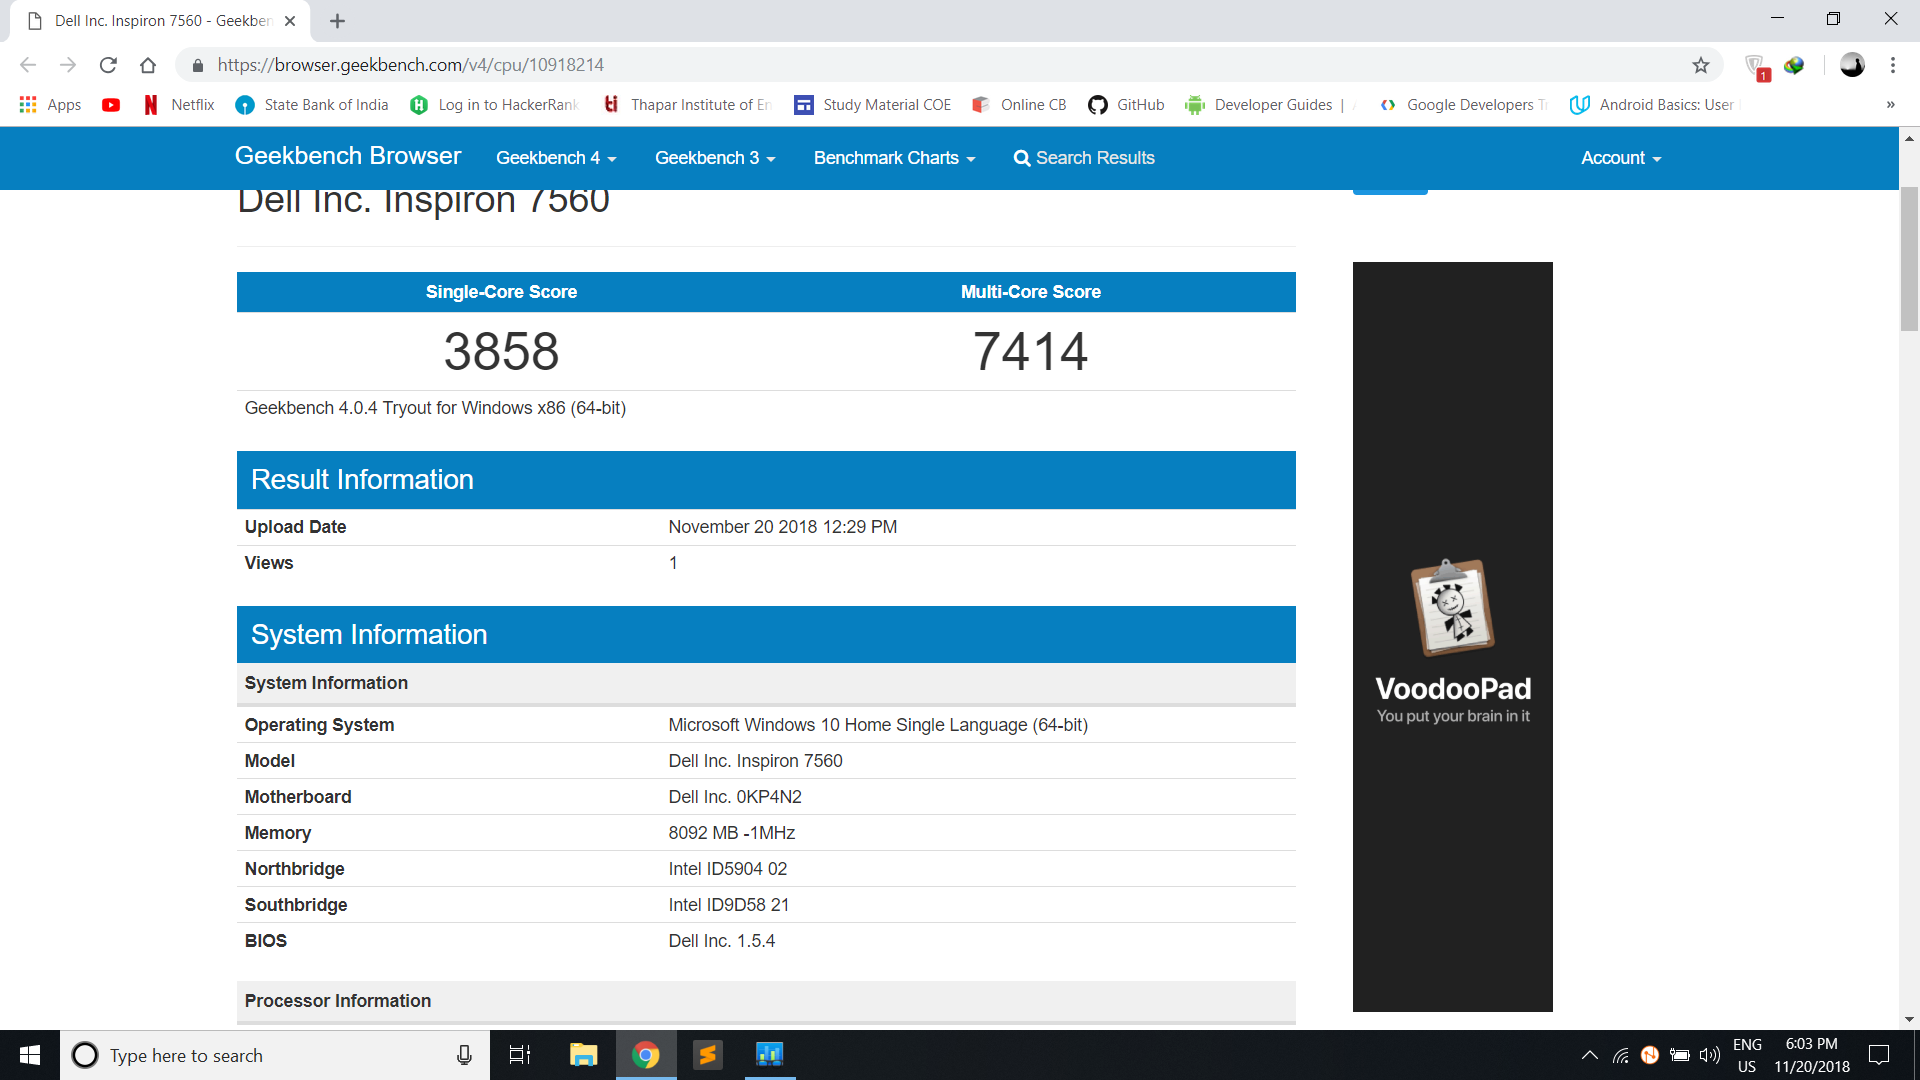 Dell Inc. Inspiron 7560 - Geekben
https://browser.geekbench.com/v4/cpu/10918214
1
Apps Netflix State Bank of India Log in to HackerRank Thapar Institute of En Study Material COE Online CB GitHub Developer Guides | Google Developers Tr Android Basics: User »
Geekbench Browser Geekbench 4 Geekbench 3 Benchmark Charts Search Results Account
Dell Inc. Inspiron 7560
Single-Core Score Multi-Core Score
3858 7414
Geekbench 4.0.4 Tryout for Windows x86 (64-bit)
Result Information
Upload Date November 20 2018 12:29 PM
Views 1
System Information
System Information
Operating System Microsoft Windows 10 Home Single Language (64-bit)
Model Dell Inc. Inspiron 7560
Motherboard Dell Inc. 0KP4N2
Memory 8092 MB -1MHz
Northbridge Intel ID5904 02
Southbridge Intel ID9D58 21
BIOS Dell Inc. 1.5.4
Processor Information
VoodooPad
You put your brain in it
Type here to search
ENG
US
6:03 PM
11/20/2018